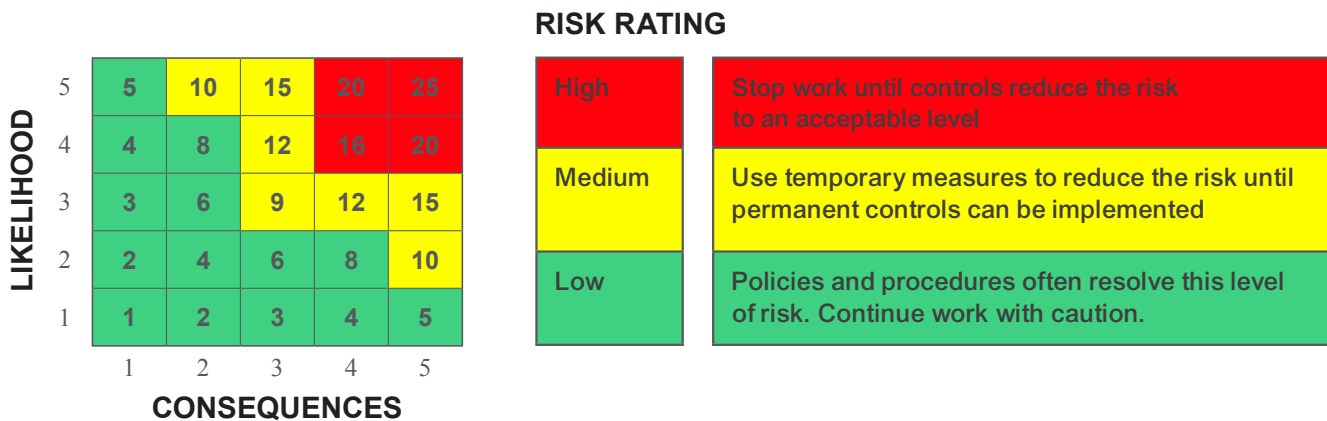 RISK RATING
LIKELIHOOD
5 5 10 15 20 25
4 4 8 12 16 20
3 3 6 9 12 15
2 2 4 6 8 10
1 1 2 3 4 5
1 2 3 4 5
CONSEQUENCES
High
Stop work until controls reduce the risk
to an acceptable level
Medium
Use temporary measures to reduce the risk until
permanent controls can be implemented
Low
Policies and procedures often resolve this level
of risk. Continue work with caution.